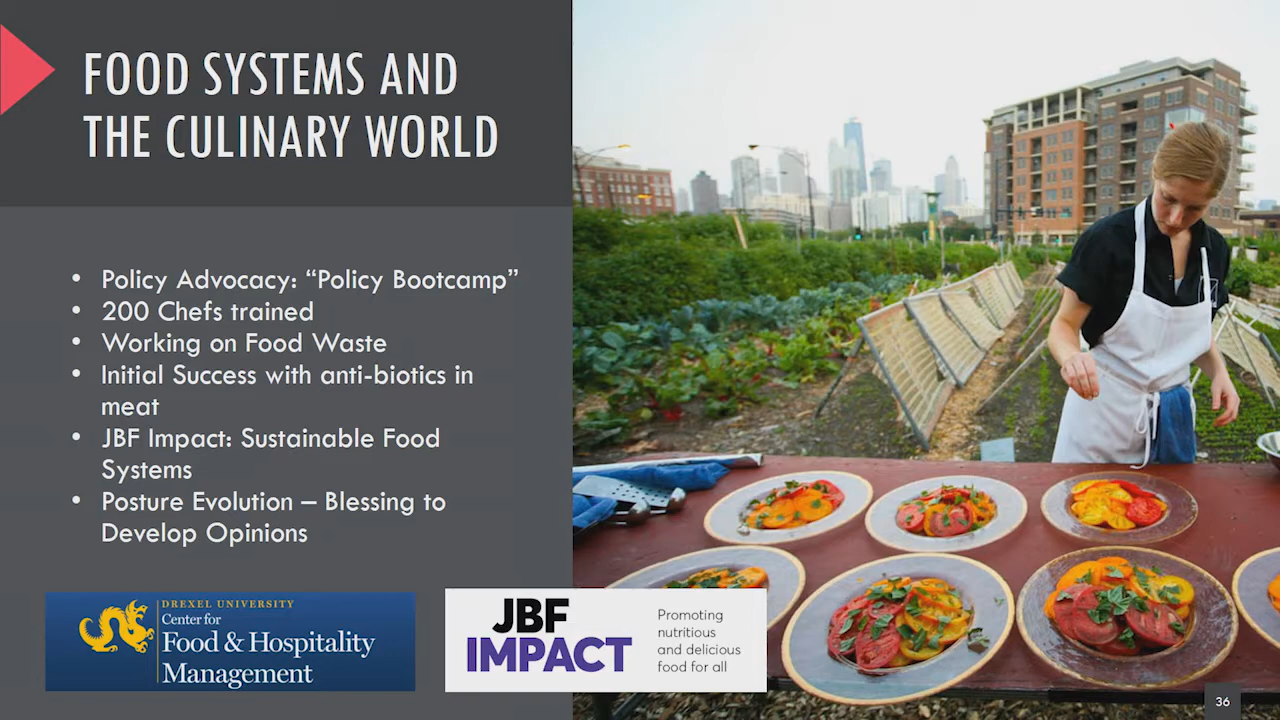 FOOD SYSTEMS AND
THE CULINARY WORLD
• Policy Advocacy: “Policy Bootcamp”
• 200 Chefs trained
• Working on Food Waste
• Initial Success with anti-biotics in
meat
• JBF Impact: Sustainable Food
Systems
• Posture Evolution – Blessing to
Develop Opinions
DREXEL UNIVERSITY
Center for
Food & Hospitality
Management
JBF
IMPACT
Promoting
nutritious
and delicious
food for all
36